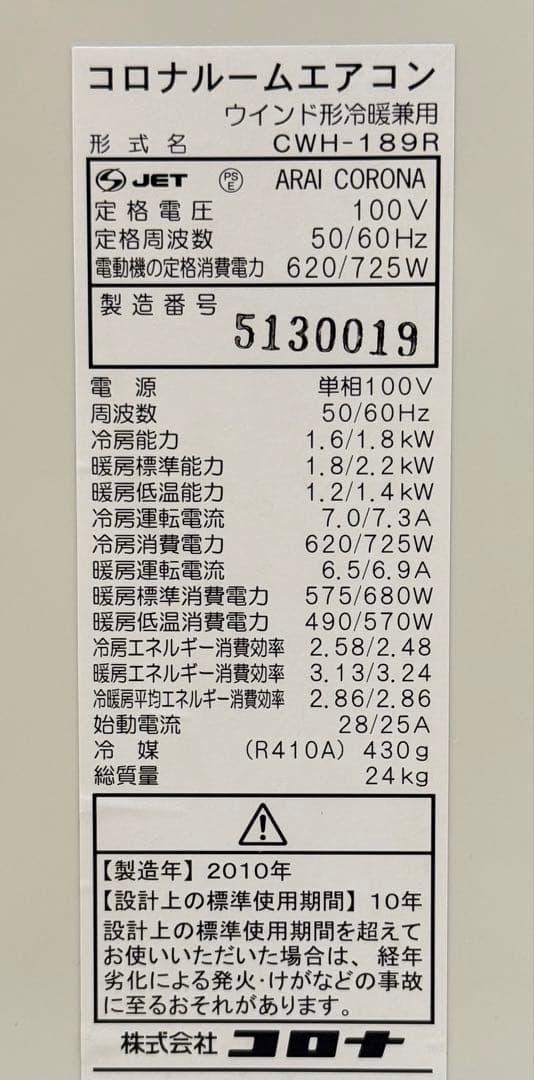 コロナルームエアコン
ウインド形冷暖兼用
形式名 CWH-189R
JET PSE ARAI CORONA
定格電圧 100V
定格周波数 50/60Hz
電動機の定格消費電力 620/725W
製造番号 5130019
電源 単相100V
周波数 50/60Hz
冷房能力 1.6/1.8kW
暖房標準能力 1.8/2.2kW
暖房低温能力 1.2/1.4kW
冷房運転電流 7.0/7.3A
冷房消費電力 620/725W
暖房運転電流 6.5/6.9A
暖房標準消費電力 575/680W
暖房低温消費電力 490/570W
冷房エネルギー消費効率 2.58/2.48
暖房エネルギー消費効率 3.13/3.24
冷暖房平均エネルギー消費効率 2.86/2.86
始動電流 28/25A
冷媒 (R410A) 430g
総質量 24kg
【製造年】2010年
【設計上の標準使用期間】10年
設計上の標準使用期間を超えて
お使いいただいた場合は、経年
劣化による発火・けがなどの事故
に至るおそれがあります。
株式会社 コロナ